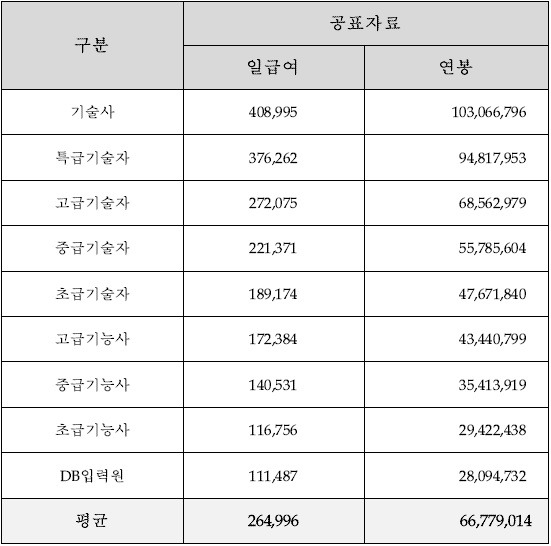 구분 공표자료
일급여 연봉
기술사 408,995 103,066,796
특급기술자 376,262 94,817,953
고급기술자 272,075 68,562,979
중급기술자 221,371 55,785,604
초급기술자 189,174 47,671,840
고급기능사 172,384 43,440,799
중급기능사 140,531 35,413,919
초급기능사 116,756 29,422,438
DB입력원 111,487 28,094,732
평균 264,996 66,779,014